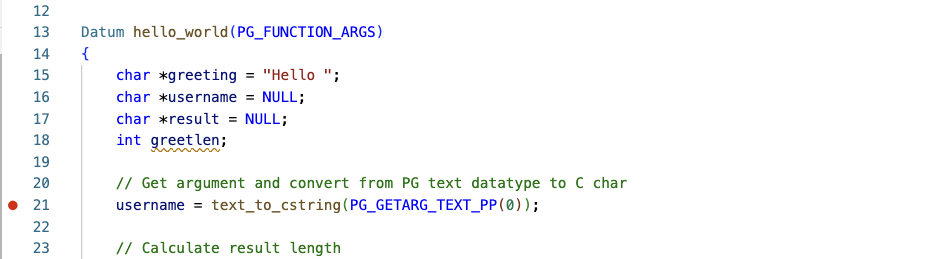 12
13 Datum hello_world(PG_FUNCTION_ARGS)
14 {
15     char *greeting = "Hello ";
16     char *username = NULL;
17     char *result = NULL;
18     int greetlen;
19
20     // Get argument and convert from PG text datatype to C char
21     username = text_to_cstring(PG_GETARG_TEXT_PP(0));
22
23     // Calculate result length